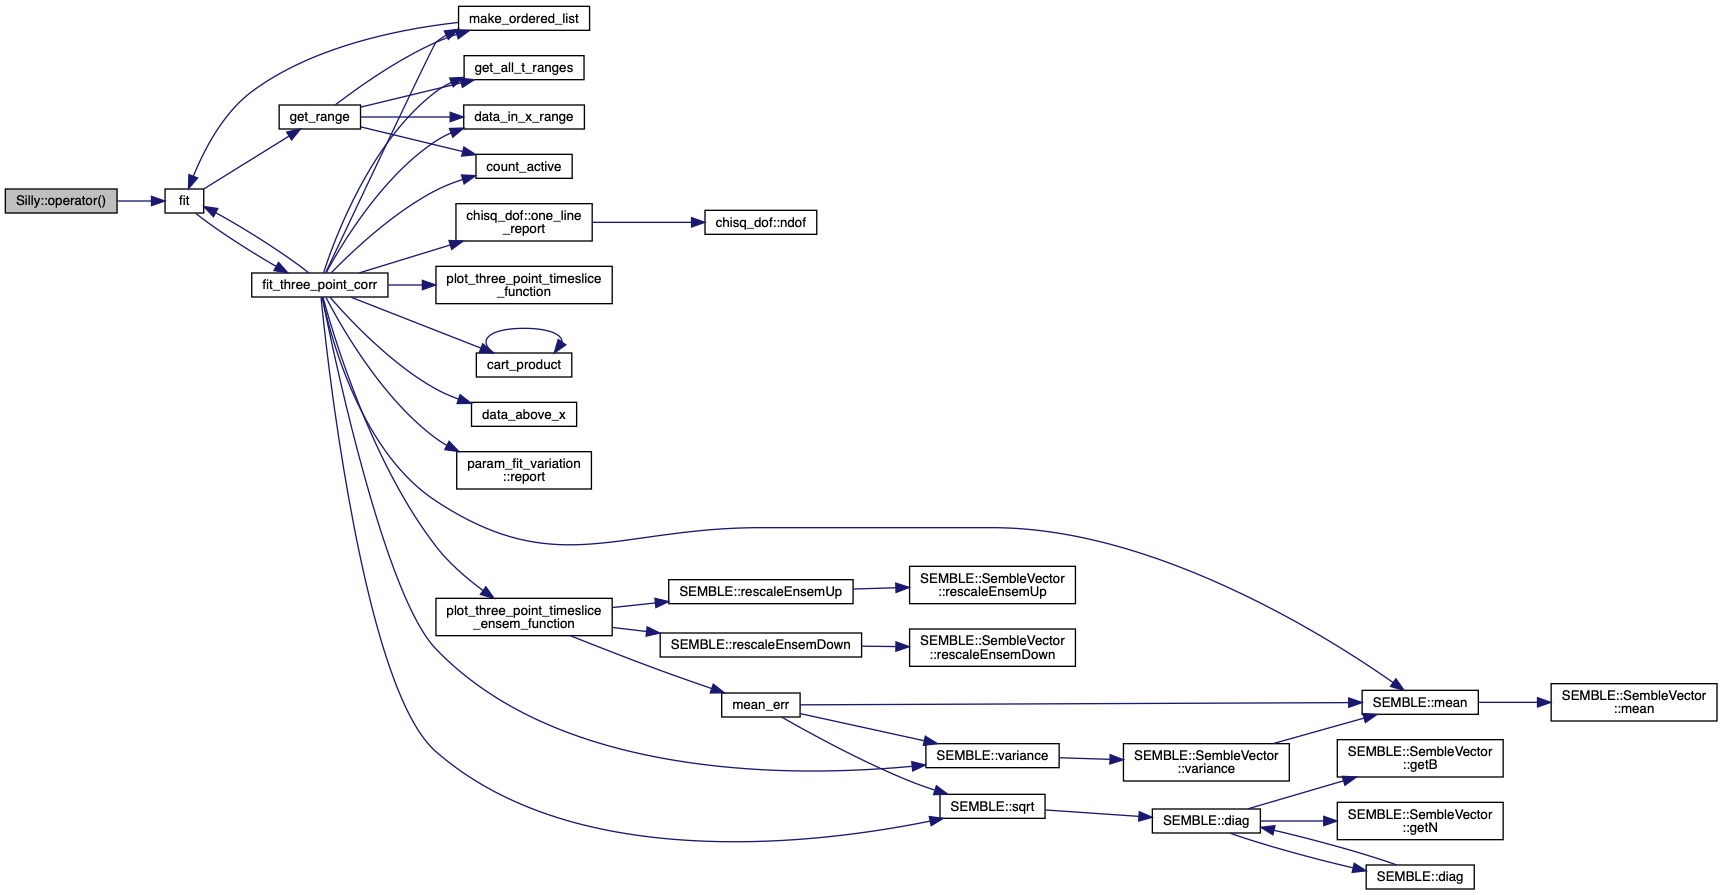 make_ordered_list
get_all_t_ranges
get_range
data_in_x_range
count_active
Silly::operator()
fit
chisq_dof::one_line
_report
chisq_dof::ndof
fit_three_point_corr
plot_three_point_timeslice
_function
cart_product
data_above_x
param_fit_variation
::report
plot_three_point_timeslice
_ensem_function
SEMBLE::rescaleEnsemUp
SEMBLE::SembleVector
::rescaleEnsemUp
SEMBLE::rescaleEnsemDown
SEMBLE::SembleVector
::rescaleEnsemDown
mean_err
SEMBLE::mean
SEMBLE::SembleVector
::mean
SEMBLE::variance
SEMBLE::SembleVector
::variance
SEMBLE::SembleVector
::getB
SEMBLE::sqrt
SEMBLE::diag
SEMBLE::SembleVector
::getN
SEMBLE::diag